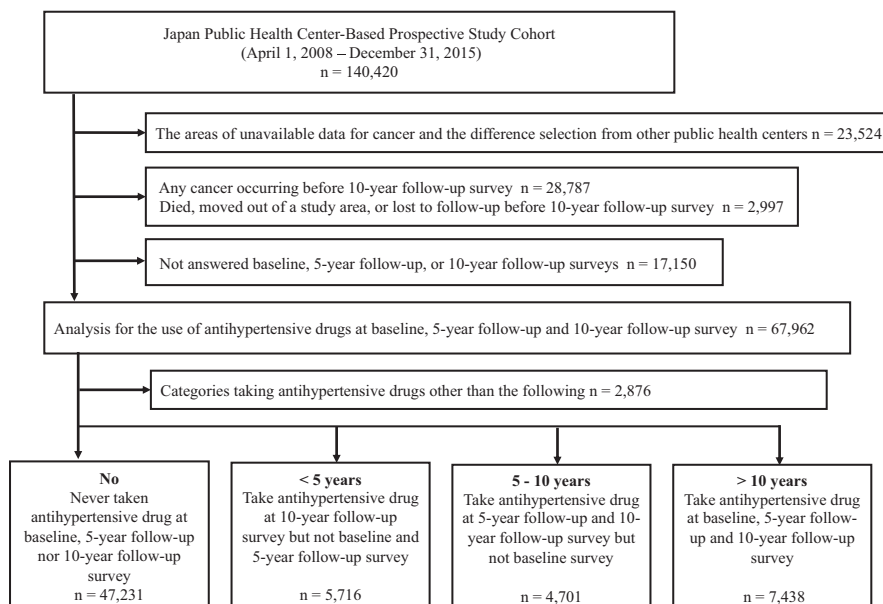 Japan Public Health Center-Based Prospective Study Cohort
(April 1, 2008 – December 31, 2015)
n = 140,420
The areas of unavailable data for cancer and the difference selection from other public health centers n = 23,524
Any cancer occurring before 10-year follow-up survey n = 28,787
Died, moved out of a study area, or lost to follow-up before 10-year follow-up survey n = 2,997
Not answered baseline, 5-year follow-up, or 10-year follow-up surveys n = 17,150
Analysis for the use of antihypertensive drugs at baseline, 5-year follow-up and 10-year follow-up survey n = 67,962
Categories taking antihypertensive drugs other than the following n = 2,876
No
Never taken
antihypertensive drug at
baseline, 5-year follow-up
nor 10-year follow-up
survey
n = 47,231
< 5 years
Take antihypertensive drug
at 10-year follow-up
survey but not baseline and
5-year follow-up survey
n = 5,716
5 - 10 years
Take antihypertensive drug
at 5-year follow-up and 10-
year follow-up survey but
not baseline survey
n = 4,701
> 10 years
Take antihypertensive drug
at baseline, 5-year follow-
up and 10-year follow-up
survey
n = 7,438